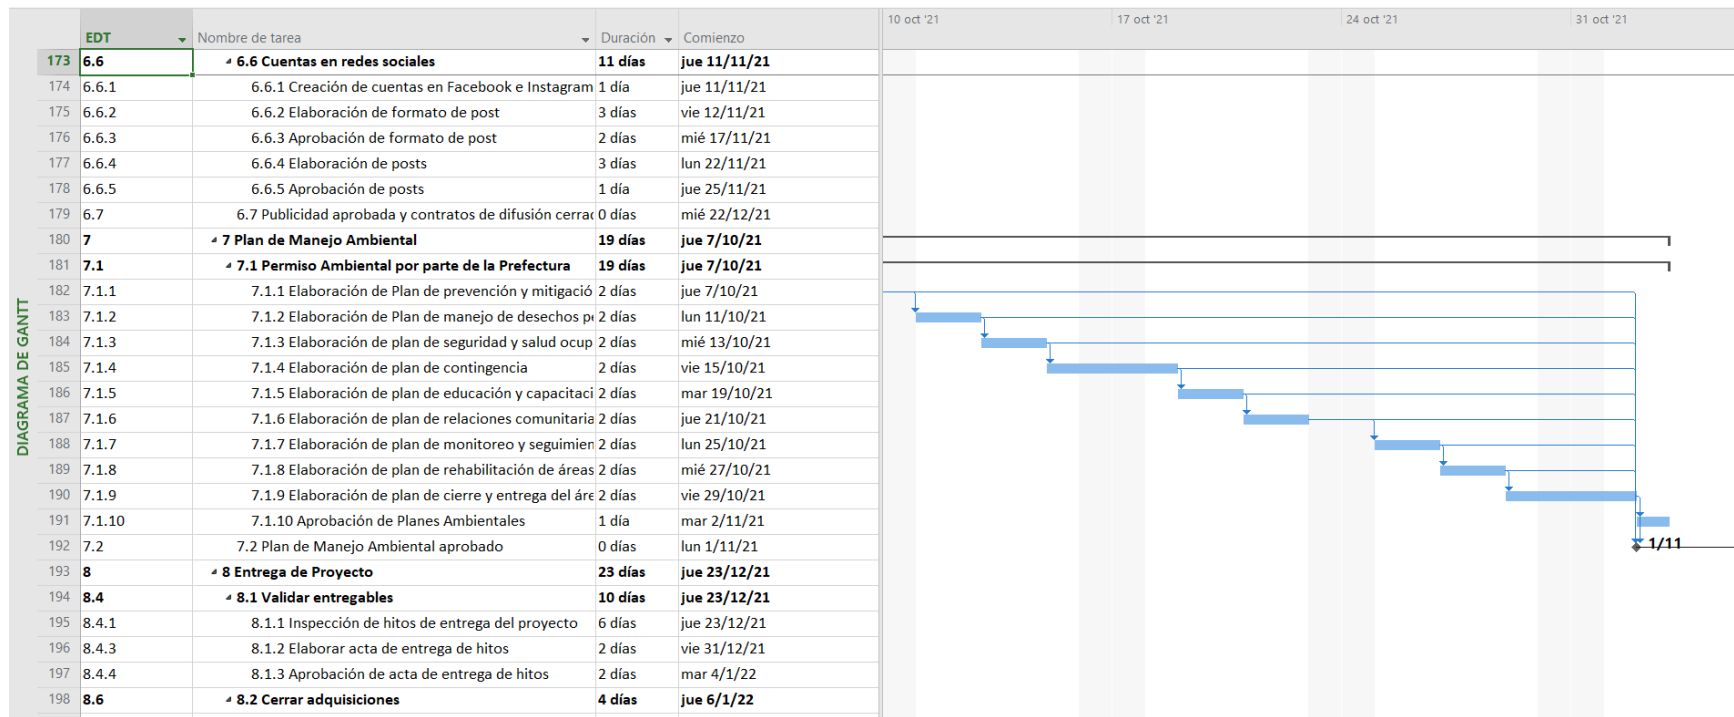 10 oct '21 17 oct '21 24 oct '21 31 oct '21
EDT Nombre de tarea Duración Comienzo
173 6.6 6.6 Cuentas en redes sociales 11 días jue 11/11/21
174 6.6.1 6.6.1 Creación de cuentas en Facebook e Instagram 1 día jue 11/11/21
175 6.6.2 6.6.2 Elaboración de formato de post 3 días vie 12/11/21
176 6.6.3 6.6.3 Aprobación de formato de post 2 días mié 17/11/21
177 6.6.4 6.6.4 Elaboración de posts 3 días lun 22/11/21
178 6.6.5 6.6.5 Aprobación de posts 1 día jue 25/11/21
179 6.7 6.7 Publicidad aprobada y contratos de difusión cerrac 0 días mié 22/12/21
180 7 7 Plan de Manejo Ambiental 19 días jue 7/10/21
181 7.1 7.1 Permiso Ambiental por parte de la Prefectura 19 días jue 7/10/21
182 7.1.1 7.1.1 Elaboración de Plan de prevención y mitigació 2 días jue 7/10/21
183 7.1.2 7.1.2 Elaboración de Plan de manejo de desechos pe 2 días lun 11/10/21
184 7.1.3 7.1.3 Elaboración de plan de seguridad y salud ocup 2 días mié 13/10/21
185 7.1.4 7.1.4 Elaboración de plan de contingencia 2 días vie 15/10/21
186 7.1.5 7.1.5 Elaboración de plan de educación y capacitaci 2 días mar 19/10/21
187 7.1.6 7.1.6 Elaboración de plan de relaciones comunitaria 2 días jue 21/10/21
188 7.1.7 7.1.7 Elaboración de plan de monitoreo y seguimien 2 días lun 25/10/21
189 7.1.8 7.1.8 Elaboración de plan de rehabilitación de áreas 2 días mié 27/10/21
190 7.1.9 7.1.9 Elaboración de plan de cierre y entrega del áre 2 días vie 29/10/21
191 7.1.10 7.1.10 Aprobación de Planes Ambientales 1 día mar 2/11/21
192 7.2 7.2 Plan de Manejo Ambiental aprobado 0 días lun 1/11/21 1/11
193 8 8 Entrega de Proyecto 23 días jue 23/12/21
194 8.4 8.1 Validar entregables 10 días jue 23/12/21
195 8.4.1 8.1.1 Inspección de hitos de entrega del proyecto 6 días jue 23/12/21
196 8.4.3 8.1.2 Elaborar acta de entrega de hitos 2 días vie 31/12/21
197 8.4.4 8.1.3 Aprobación de acta de entrega de hitos 2 días mar 4/1/22
198 8.6 8.2 Cerrar adquisiciones 4 días jue 6/1/22
DIAGRAMA DE GANTT